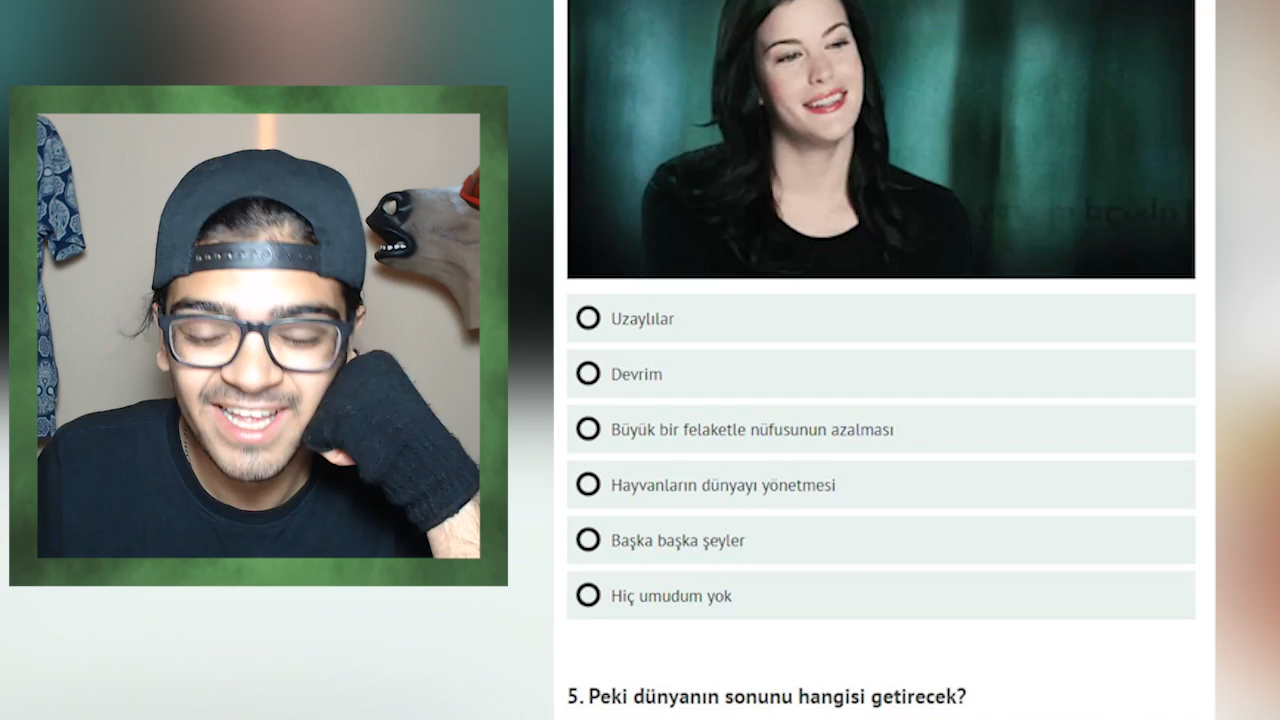 Uzaylılar
Devrim
Büyük bir felaketle nüfusunun azalması
Hayvanların dünyayı yönetmesi
Başka başka şeyler
Hiç umudum yok
5. Peki dünyanın sonunu hangisi getirecek?